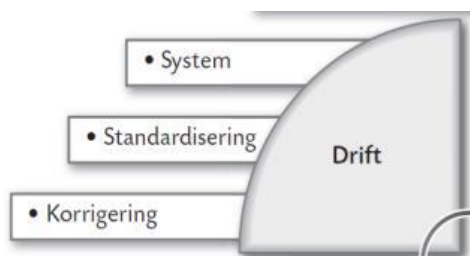 • System
• Standardisering
Drift
• Korrigering